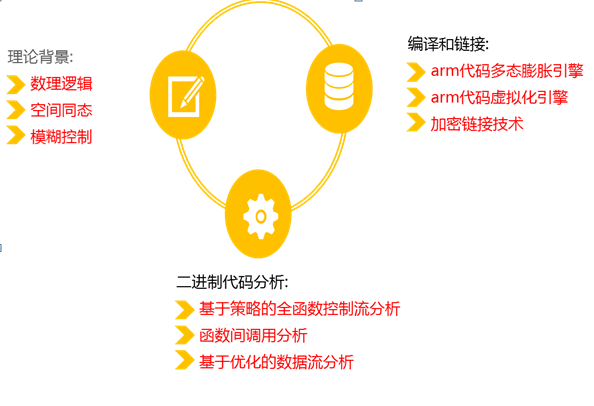 理论背景:
数理逻辑
空间同态
模糊控制
编译和链接:
arm代码多态膨胀引擎
arm代码虚拟化引擎
加密链接技术
二进制代码分析:
基于策略的全函数控制流分析
函数间调用分析
基于优化的数据流分析